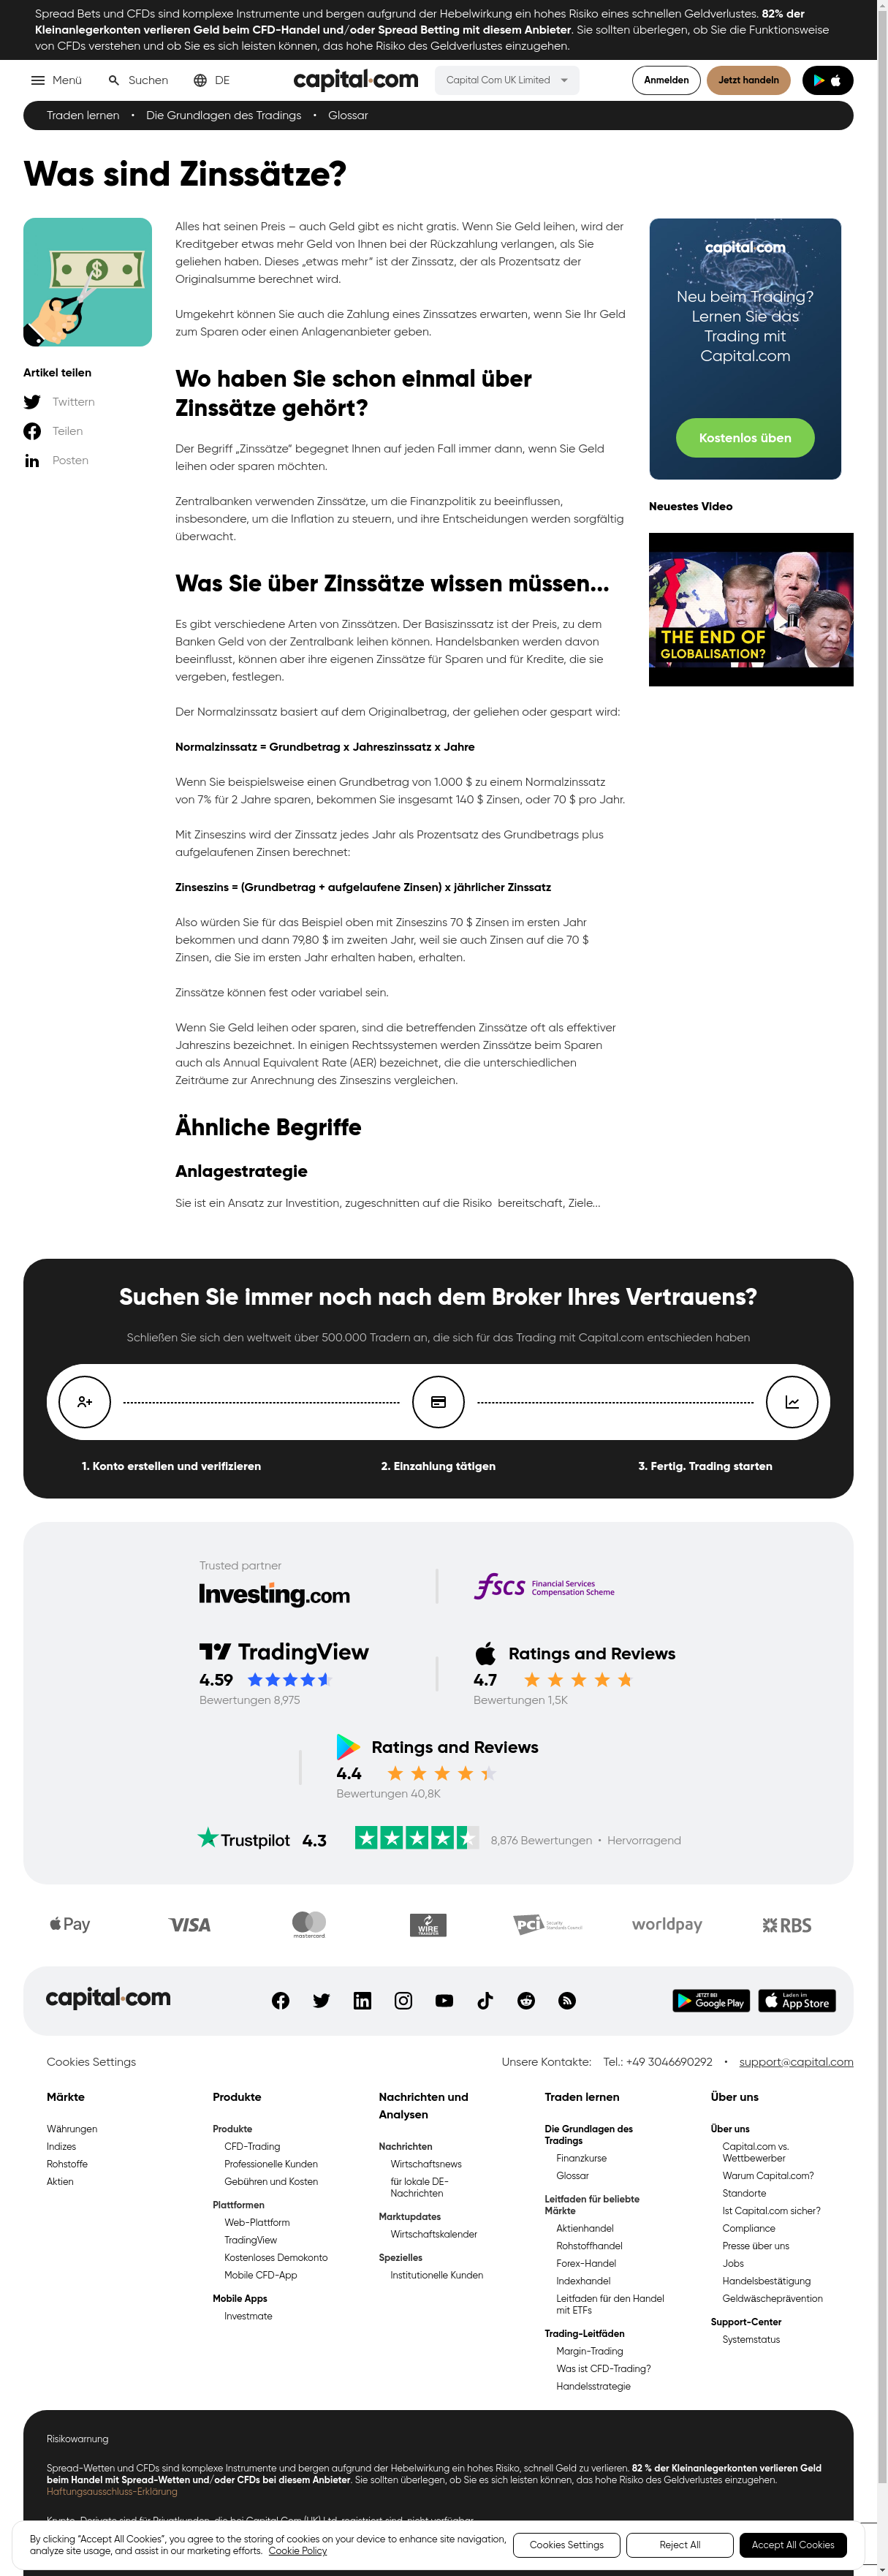 Spread Bets und CFDs sind komplexe Instrumente und bergen aufgrund der Hebelwirkung ein hohes Risiko eines schnellen Geldverlustes. 82% der
Kleinanlegerkonten verlieren Geld beim CFD-Handel und/oder Spread Betting mit diesem Anbieter. Sie sollten überlegen, ob Sie die Funktionsweise
von CFDs verstehen und ob Sie es sich leisten können, das hohe Risiko des Geldverlustes einzugehen.
Menü Suchen DE capital.com Capital Com UK Limited Anmelden Jetzt handeln
Traden lernen • Die Grundlagen des Tradings • Glossar
Was sind Zinssätze?
Artikel teilen
Twittern
Teilen
Posten
Alles hat seinen Preis – auch Geld gibt es nicht gratis. Wenn Sie Geld leihen, wird der
Kreditgeber etwas mehr Geld von Ihnen bei der Rückzahlung verlangen, als Sie
geliehen haben. Dieses „etwas mehr“ ist der Zinssatz, der als Prozentsatz der
Originalsumme berechnet wird.
Umgekehrt können Sie auch die Zahlung eines Zinssatzes erwarten, wenn Sie Ihr Geld
zum Sparen oder einen Anlagenanbieter geben.
Wo haben Sie schon einmal über
Zinssätze gehört?
Der Begriff „Zinssätze“ begegnet Ihnen auf jeden Fall immer dann, wenn Sie Geld
leihen oder sparen möchten.
Zentralbanken verwenden Zinssätze, um die Finanzpolitik zu beeinflussen,
insbesondere, um die Inflation zu steuern, und ihre Entscheidungen werden sorgfältig
überwacht.
Was Sie über Zinssätze wissen müssen...
Es gibt verschiedene Arten von Zinssätzen. Der Basiszinssatz ist der Preis, zu dem
Banken Geld von der Zentralbank leihen können. Handelsbanken werden davon
beeinflusst, können aber ihre eigenen Zinssätze für Sparen und für Kredite, die sie
vergeben, festlegen.
Der Normalzinssatz basiert auf dem Originalbetrag, der geliehen oder gespart wird:
Normalzinssatz = Grundbetrag x Jahreszinssatz x Jahre
Wenn Sie beispielsweise einen Grundbetrag von 1.000 $ zu einem Normalzinssatz
von 7% für 2 Jahre sparen, bekommen Sie insgesamt 140 $ Zinsen, oder 70 $ pro Jahr.
Mit Zinseszins wird der Zinssatz jedes Jahr als Prozentsatz des Grundbetrags plus
aufgelaufenen Zinsen berechnet:
Zinseszins = (Grundbetrag + aufgelaufene Zinsen) x jährlicher Zinssatz
Also würden Sie für das Beispiel oben mit Zinseszins 70 $ Zinsen im ersten Jahr
bekommen und dann 79,80 $ im zweiten Jahr, weil sie auch Zinsen auf die 70 $
Zinsen, die Sie im ersten Jahr erhalten haben, erhalten.
Zinssätze können fest oder variabel sein.
Wenn Sie Geld leihen oder sparen, sind die betreffenden Zinssätze oft als effektiver
Jahreszins bezeichnet. In einigen Rechtssystemen werden Zinssätze beim Sparen
auch als Annual Equivalent Rate (AER) bezeichnet, die die unterschiedlichen
Zeiträume zur Anrechnung des Zinseszins vergleichen.
Ähnliche Begriffe
Anlagestrategie
Sie ist ein Ansatz zur Investition, zugeschnitten auf die Risiko bereitschaft, Ziele...
capital.com
Neu beim Trading?
Lernen Sie das
Trading mit
Capital.com
Kostenlos üben
Neuestes Video
THE END OF
GLOBALISATION?
Suchen Sie immer noch nach dem Broker Ihres Vertrauens?
Schließen Sie sich den weltweit über 500.000 Tradern an, die sich für das Trading mit Capital.com entschieden haben
1. Konto erstellen und verifizieren 2. Einzahlung tätigen 3. Fertig. Trading starten
Trusted partner
Investing.com
fscs Financial Services
Compensation Scheme
TradingView
4.59
Bewertungen 8,975
Ratings and Reviews
4.7
Bewertungen 1,5K
Ratings and Reviews
4.4
Bewertungen 40,8K
Trustpilot 4.3 8,876 Bewertungen • Hervorragend
Pay VISA mastercard WIRE TRANSFER PCI Security Standards Council worldpay RBS
capital.com JETZT BEI Google Play Laden im App Store
Cookies Settings Unsere Kontakte: Tel.: +49 3046690292 • support@capital.com
Märkte
Währungen
Indizes
Rohstoffe
Aktien
Produkte
Produkte
CFD-Trading
Professionelle Kunden
Gebühren und Kosten
Plattformen
Web-Plattform
TradingView
Kostenloses Demokonto
Mobile CFD-App
Mobile Apps
Investmate
Nachrichten und
Analysen
Nachrichten
Wirtschaftsnews
für lokale DE-
Nachrichten
Marktupdates
Wirtschaftskalender
Spezielles
Institutionelle Kunden
Traden lernen
Die Grundlagen des
Tradings
Finanzkurse
Glossar
Leitfaden für beliebte
Märkte
Aktienhandel
Rohstoffhandel
Forex-Handel
Indexhandel
Leitfaden für den Handel
mit ETFs
Trading-Leitfäden
Margin-Trading
Was ist CFD-Trading?
Handelsstrategie
Über uns
Über uns
Capital.com vs.
Wettbewerber
Warum Capital.com?
Standorte
Ist Capital.com sicher?
Compliance
Presse über uns
Jobs
Handelsbestätigung
Geldwäscheprävention
Support-Center
Systemstatus
Risikowarnung
Spread-Wetten und CFDs sind komplexe Instrumente und bergen aufgrund der Hebelwirkung ein hohes Risiko, schnell Geld zu verlieren. 82 % der Kleinanlegerkonten verlieren Geld
beim Handel mit Spread-Wetten und/oder CFDs bei diesem Anbieter. Sie sollten überlegen, ob Sie es sich leisten können, das hohe Risiko des Geldverlustes einzugehen.
Haftungsausschluss-Erklärung
By clicking “Accept All Cookies”, you agree to the storing of cookies on your device to enhance site navigation,
analyze site usage, and assist in our marketing efforts. Cookie Policy
Cookies Settings Reject All Accept All Cookies